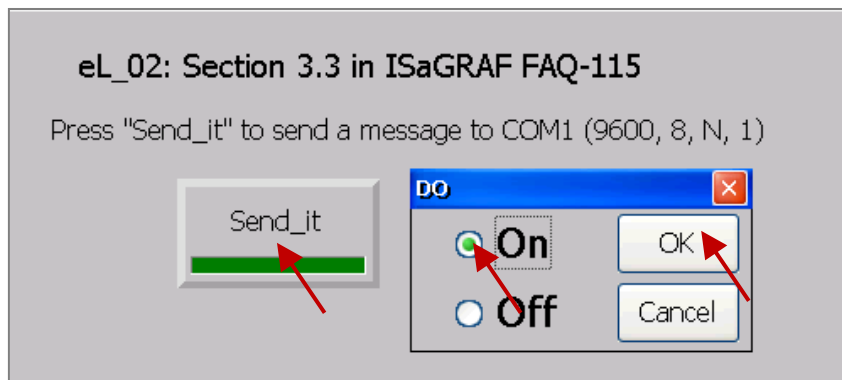 eL_02: Section 3.3 in ISaGRAF FAQ-115
Press "Send_it" to send a message to COM1 (9600, 8, N, 1)
Send_it
DO
On
OK
Off
Cancel